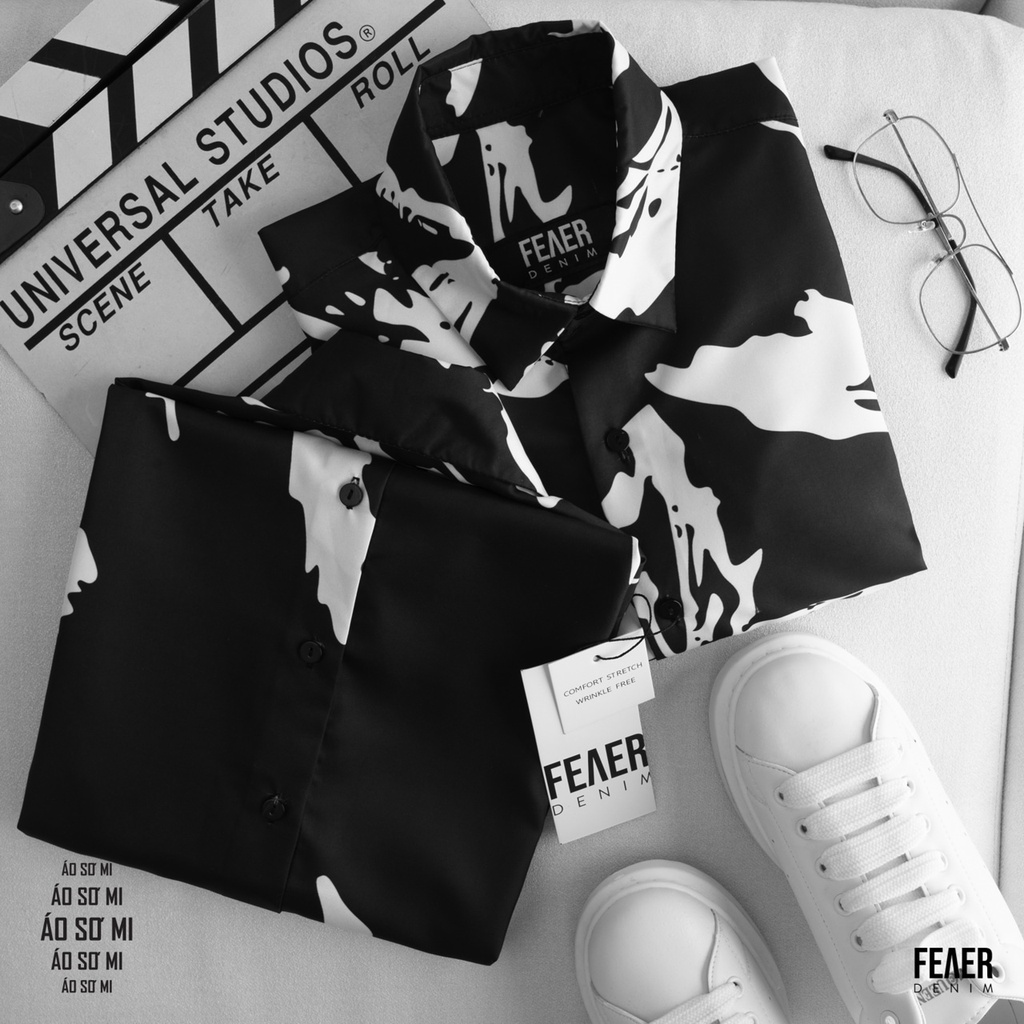 UNIVERSAL STUDIOS®
SCENE
TAKE
ROLL
FEΛER
DENIM
COMFORT STRETCH
WRINKLE FREE
FEΛER
DENIM
ÁO SƠ MI
ÁO SƠ MI
ÁO SƠ MI
ÁO SƠ MI
ÁO SƠ MI
FEΛER
DENIM